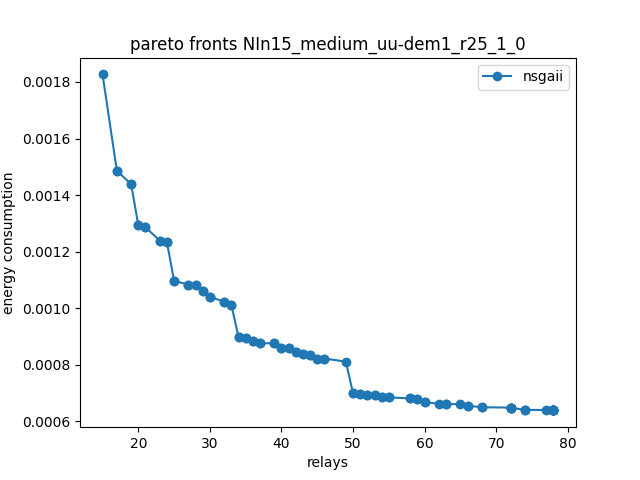 pareto fronts NIn15_medium_uu-dem1_r25_1_0
nsgaii
energy consumption
0.0018
0.0016
0.0014
0.0012
0.0010
0.0008
0.0006
20 30 40 50 60 70 80
relays